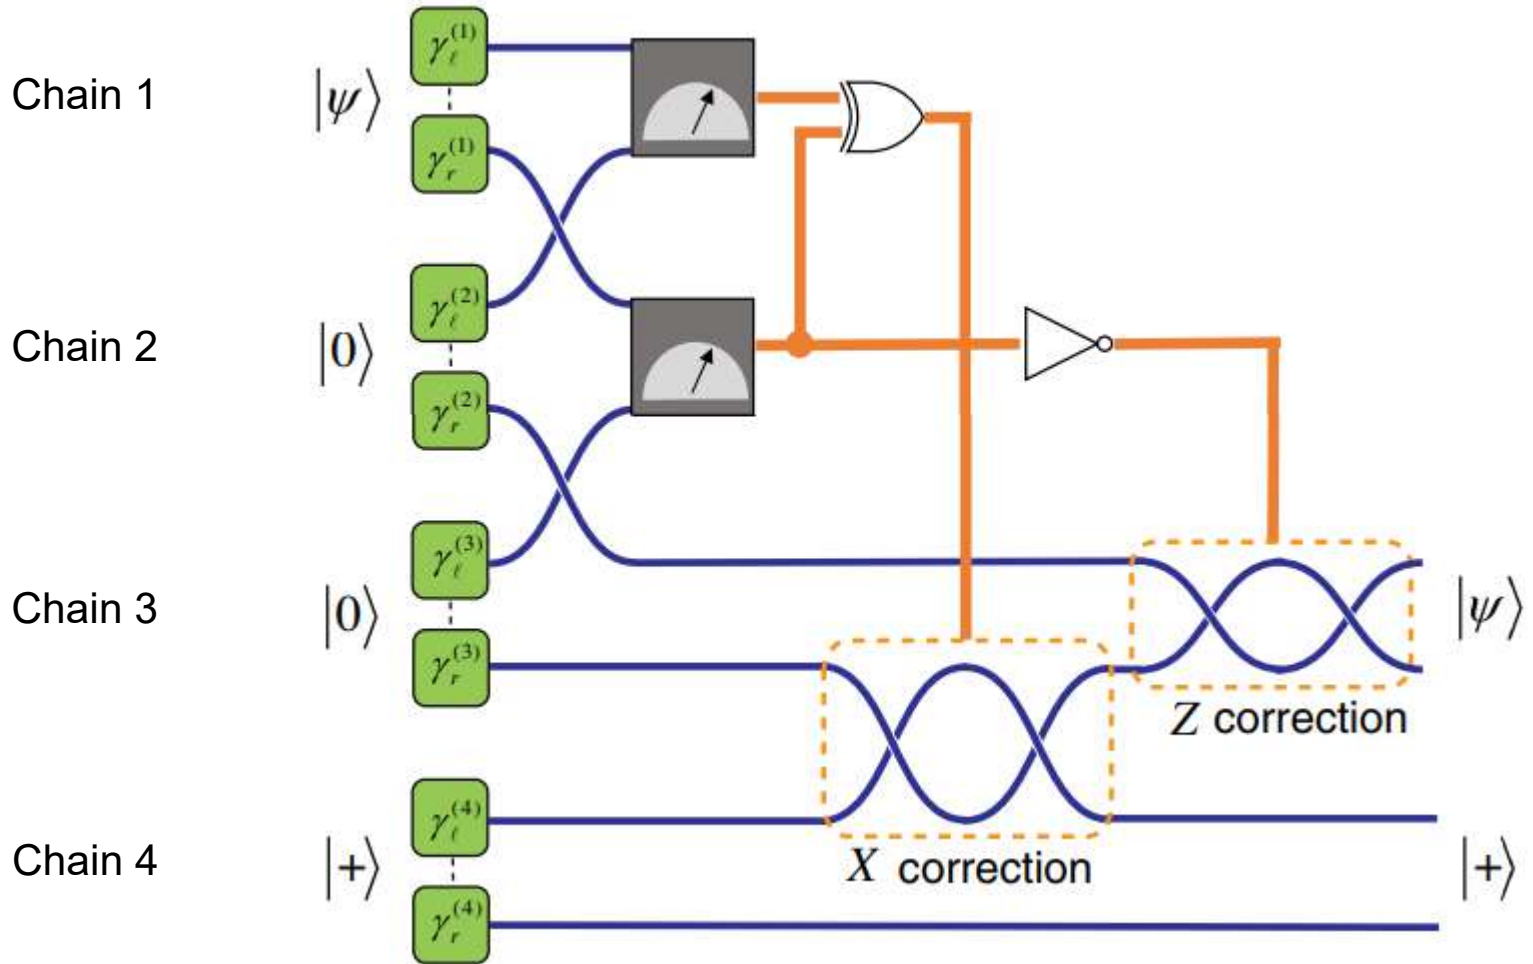 Chain 1
|ψ⟩
γ_ℓ^(1)
γ_r^(1)
Chain 2
|0⟩
γ_ℓ^(2)
γ_r^(2)
Chain 3
|0⟩
γ_ℓ^(3)
γ_r^(3)
|ψ⟩
Z correction
Chain 4
|+⟩
γ_ℓ^(4)
γ_r^(4)
X correction
|+⟩